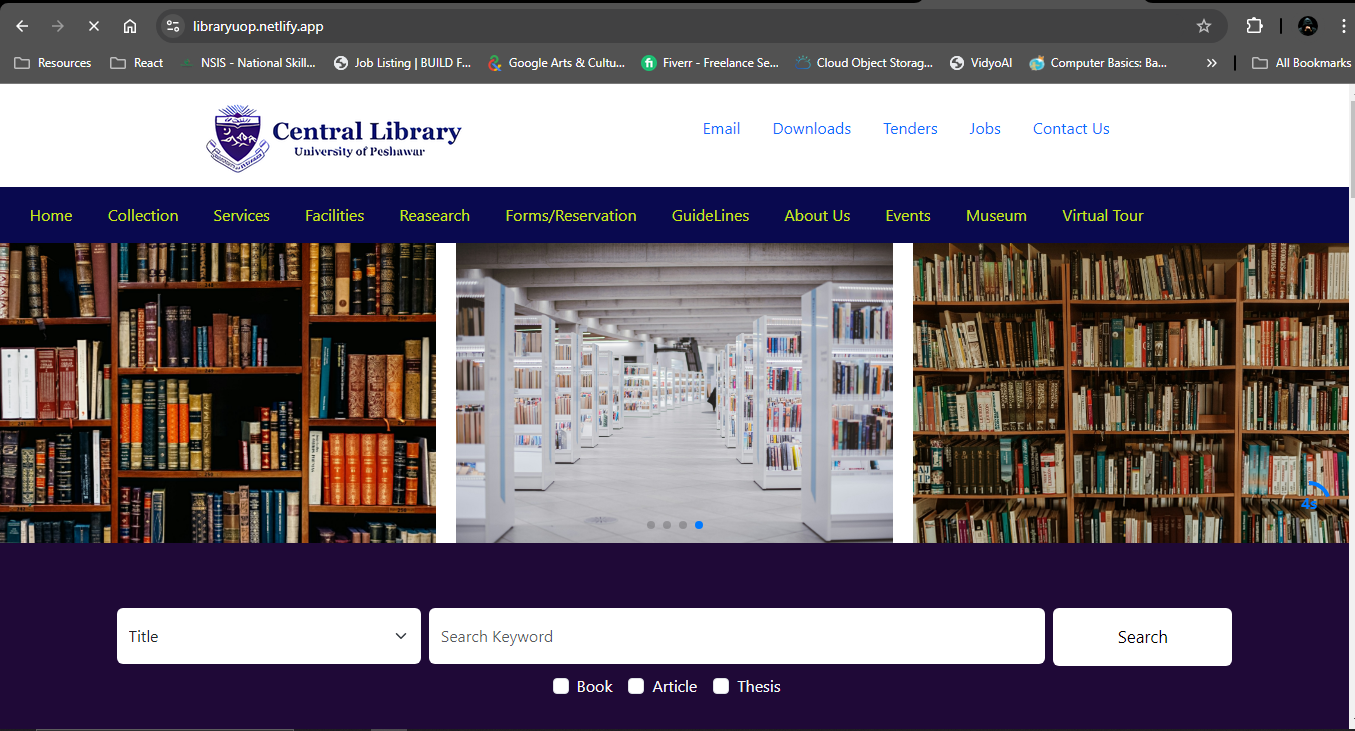 libraryuop.netlify.app
Resources React NSIS - National Skill... Job Listing | BUILD F... Google Arts & Cultu... Fiverr - Freelance Se... Cloud Object Storag... VidyoAI Computer Basics: Ba... » All Bookmarks
Central Library
University of Peshawar
Email Downloads Tenders Jobs Contact Us
Home Collection Services Facilities Reasearch Forms/Reservation GuideLines About Us Events Museum Virtual Tour
4s
Title Search Keyword Search
Book Article Thesis